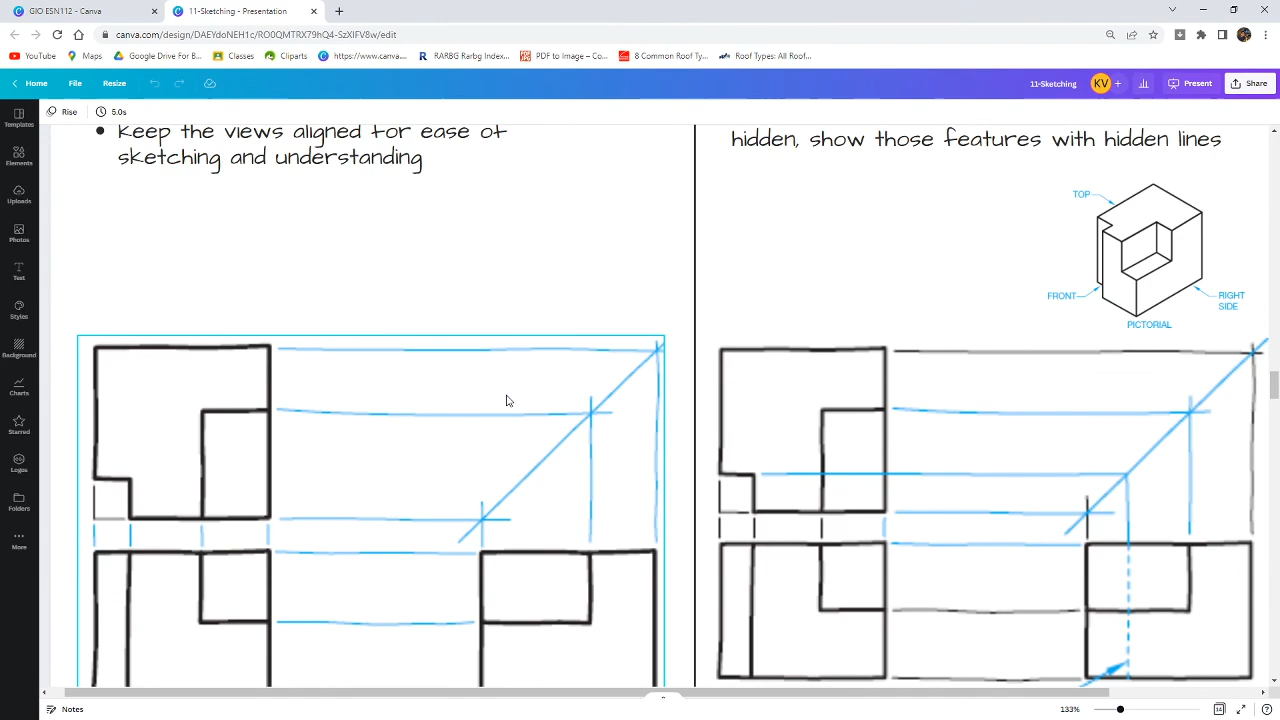 GIO ESN112 - Canva
11-Sketching - Presentation
canva.com/design/DAEYdoNEH1c/RO0QMTRX79hQ4-SzXIFV8w/edit
YouTube
Maps
Google Drive For B...
Classes
Cliparts
https://www.canva....
RARBG Rarbg Index...
PDF to Image – Co...
8 Common Roof Ty...
Roof Types: All Roof...
Home
File
Resize
11-Sketching
KV
+
Present
Share
Rise
5.0s
Templates
Elements
Uploads
Photos
Text
Styles
Background
Charts
Starred
Logos
Folders
More
Keep the views aligned for ease of
sketching and understanding
hidden, show those features with hidden lines
TOP
FRONT
RIGHT
SIDE
PICTORIAL
Notes
133%
14